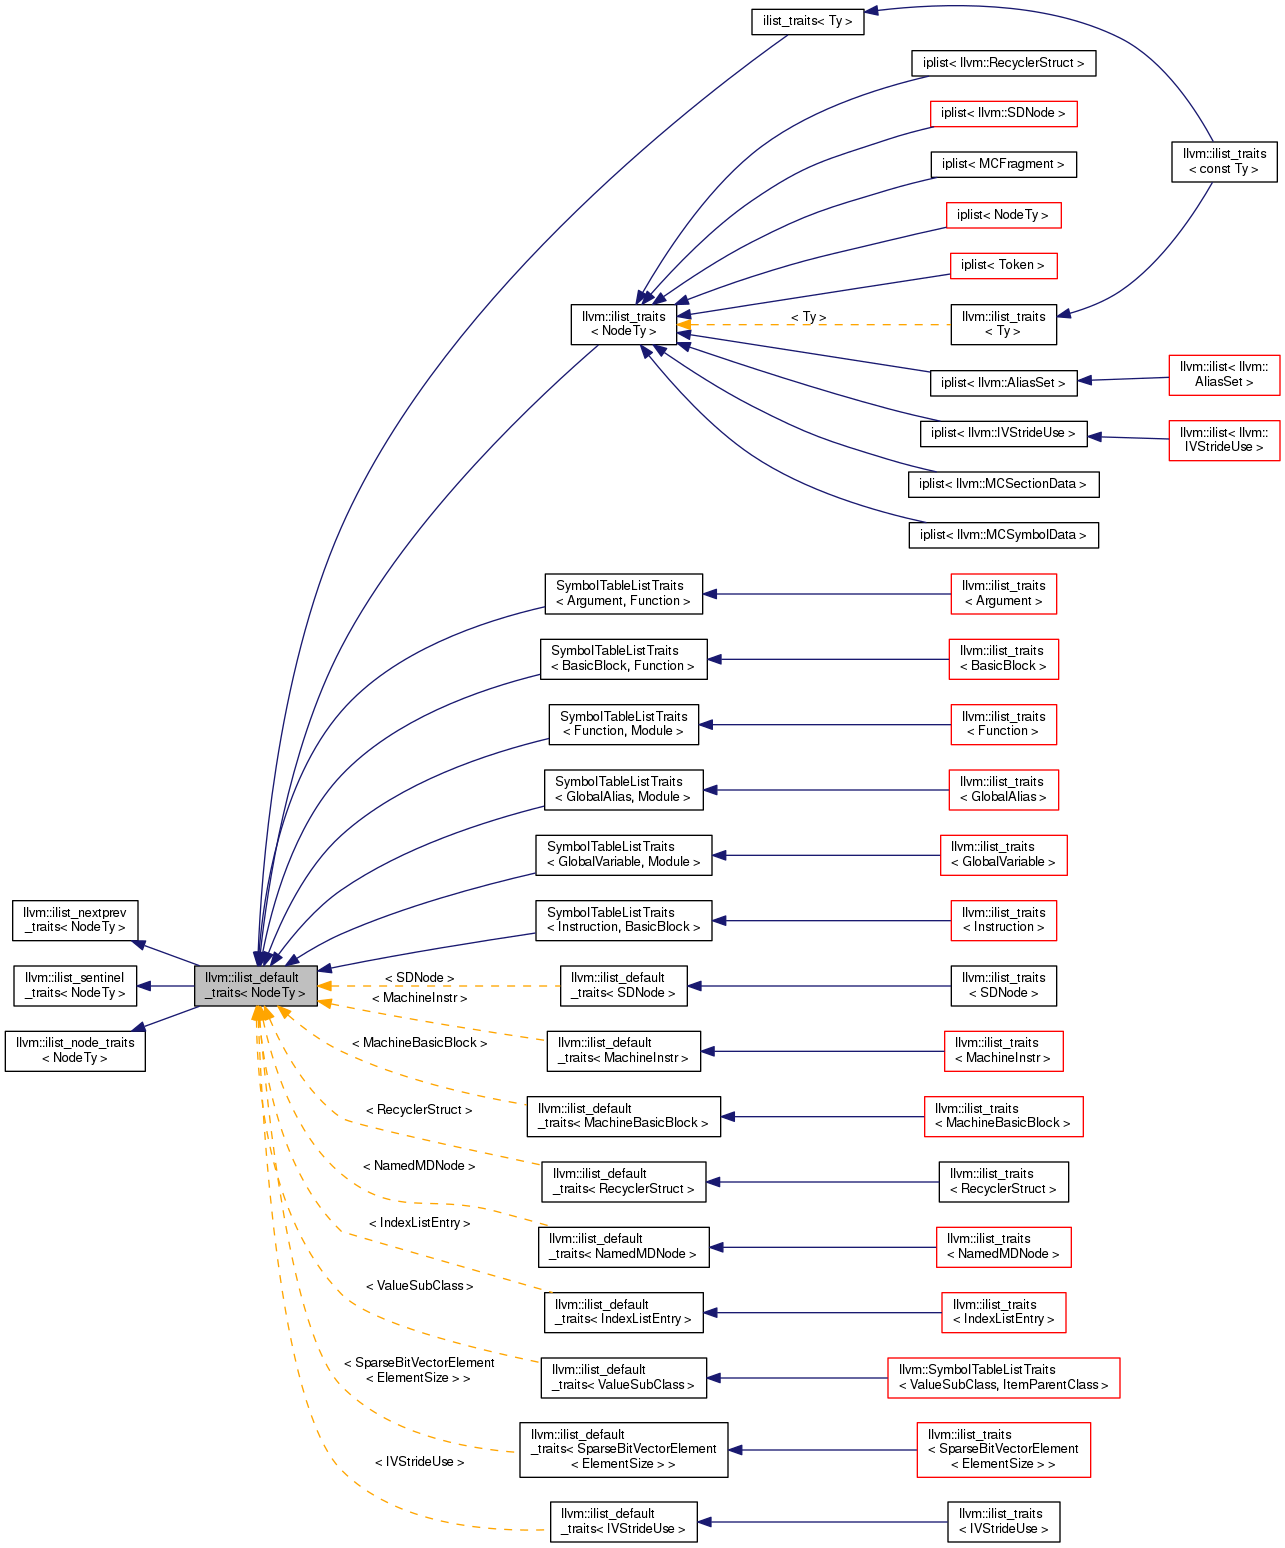 ilist_traits< Ty >
iplist< llvm::RecyclerStruct >
iplist< llvm::SDNode >
llvm::ilist_traits
< const Ty >
iplist< MCFragment >
iplist< NodeTy >
iplist< Token >
llvm::ilist_traits
< NodeTy >
< Ty >
llvm::ilist_traits
< Ty >
iplist< llvm::AliasSet >
llvm::ilist< llvm::
AliasSet >
iplist< llvm::IVStrideUse >
llvm::ilist< llvm::
IVStrideUse >
iplist< llvm::MCSectionData >
iplist< llvm::MCSymbolData >
SymbolTableListTraits
< Argument, Function >
llvm::ilist_traits
< Argument >
SymbolTableListTraits
< BasicBlock, Function >
llvm::ilist_traits
< BasicBlock >
SymbolTableListTraits
< Function, Module >
llvm::ilist_traits
< Function >
SymbolTableListTraits
< GlobalAlias, Module >
llvm::ilist_traits
< GlobalAlias >
SymbolTableListTraits
< GlobalVariable, Module >
llvm::ilist_traits
< GlobalVariable >
llvm::ilist_nextprev
_traits< NodeTy >
SymbolTableListTraits
< Instruction, BasicBlock >
llvm::ilist_traits
< Instruction >
llvm::ilist_sentinel
_traits< NodeTy >
llvm::ilist_default
_traits< NodeTy >
< SDNode >
llvm::ilist_default
_traits< SDNode >
llvm::ilist_traits
< SDNode >
llvm::ilist_node_traits
< NodeTy >
< MachineInstr >
llvm::ilist_default
_traits< MachineInstr >
llvm::ilist_traits
< MachineInstr >
< MachineBasicBlock >
llvm::ilist_default
_traits< MachineBasicBlock >
llvm::ilist_traits
< MachineBasicBlock >
< RecyclerStruct >
llvm::ilist_default
_traits< RecyclerStruct >
llvm::ilist_traits
< RecyclerStruct >
< NamedMDNode >
llvm::ilist_default
_traits< NamedMDNode >
llvm::ilist_traits
< NamedMDNode >
< IndexListEntry >
llvm::ilist_default
_traits< IndexListEntry >
llvm::ilist_traits
< IndexListEntry >
< ValueSubClass >
llvm::ilist_default
_traits< ValueSubClass >
llvm::SymbolTableListTraits
< ValueSubClass, ItemParentClass >
< SparseBitVectorElement
< ElementSize > >
llvm::ilist_default
_traits< SparseBitVectorElement
< ElementSize > >
llvm::ilist_traits
< SparseBitVectorElement
< ElementSize > >
< IVStrideUse >
llvm::ilist_default
_traits< IVStrideUse >
llvm::ilist_traits
< IVStrideUse >